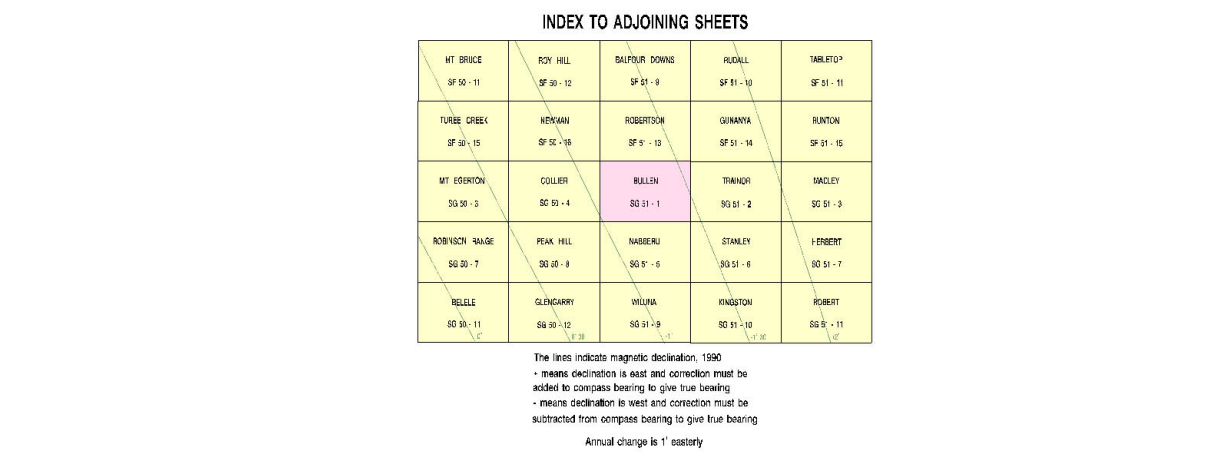 INDEX TO ADJOINING SHEETS
MT BRUCE ROY HILL BALFOUR DOWNS RUDALL TABLETOP
SF 50 - 11 SF 50 - 12 SF 51 - 9 SF 51 - 10 SF 51 - 11
TUREE CREEK NEWMAN ROBERTSON GUNANYA RUNTON
SF 50 - 15 SF 50 - 16 SF 51 - 13 SF 51 - 14 SF 51 - 15
MT EGERTON COLLIER BULLEN TRAINOR MADLEY
SG 50 - 3 SG 50 - 4 SG 51 - 1 SG 51 - 2 SG 51 - 3
ROBINSON RANGE PEAK HILL NABBERU STANLEY HERBERT
SG 50 - 7 SG 50 - 8 SG 51 - 5 SG 51 - 6 SG 51 - 7
BELELE GLENGARRY WILUNA KINGSTON ROBERT
SG 50 - 11 SG 50 - 12 SG 51 - 9 SG 51 - 10 SG 51 - 11
The lines indicate magnetic declination, 1990
+ means declination is east and correction must be
added to compass bearing to give true bearing
- means declination is west and correction must be
subtracted from compass bearing to give true bearing
Annual change is 1' easterly